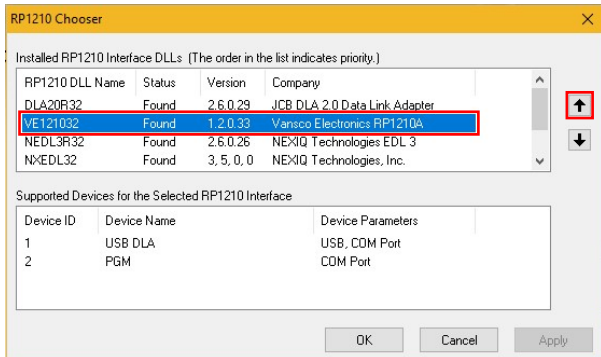 RP1210 Chooser
Installed RP1210 Interface DLLs (The order in the list indicates priority.)
RP1210 DLL Name Status Version Company
DLA20R32 Found 2.6.0.29 JCB DLA 2.0 Data Link Adapter
VE121032 Found 1.2.0.33 Vansco Electronics RP1210A
NEDL3R32 Found 2.6.0.26 NEXIQ Technologies EDL 3
NXEDL32 Found 3, 5, 0, 0 NEXIQ Technologies, Inc.
Supported Devices for the Selected RP1210 Interface
Device ID Device Name Device Parameters
1 USB DLA USB, COM Port
2 PGM COM Port
OK Cancel Apply